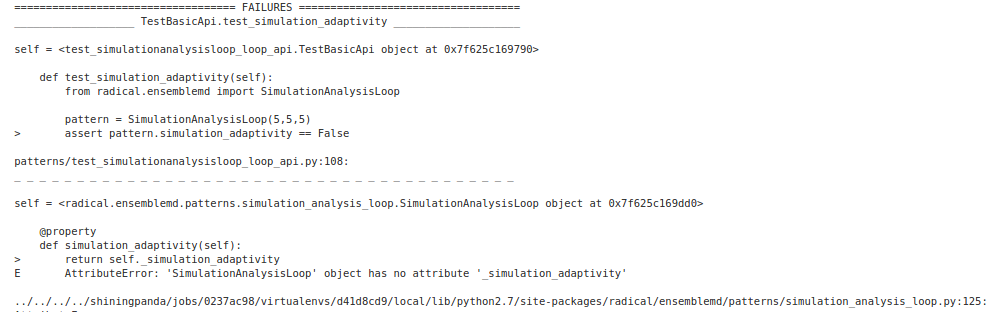 =================================== FAILURES ===================================
___________________ TestBasicApi.test_simulation_adaptivity ____________________
self = <test_simulationanalysisloop_loop_api.TestBasicApi object at 0x7f625c169790>
    def test_simulation_adaptivity(self):
        from radical.ensemblemd import SimulationAnalysisLoop
        pattern = SimulationAnalysisLoop(5,5,5)
>       assert pattern.simulation_adaptivity == False
patterns/test_simulationanalysisloop_loop_api.py:108:
_ _ _ _ _ _ _ _ _ _ _ _ _ _ _ _ _ _ _ _ _ _ _ _ _ _ _ _ _ _ _ _ _ _ _ _ _ _ _ _
self = <radical.ensemblemd.patterns.simulation_analysis_loop.SimulationAnalysisLoop object at 0x7f625c169dd0>
    @property
    def simulation_adaptivity(self):
>       return self._simulation_adaptivity
E       AttributeError: 'SimulationAnalysisLoop' object has no attribute '_simulation_adaptivity'
../../../../shiningpanda/jobs/0237ac98/virtualenvs/d41d8cd9/local/lib/python2.7/site-packages/radical/ensemblemd/patterns/simulation_analysis_loop.py:125: